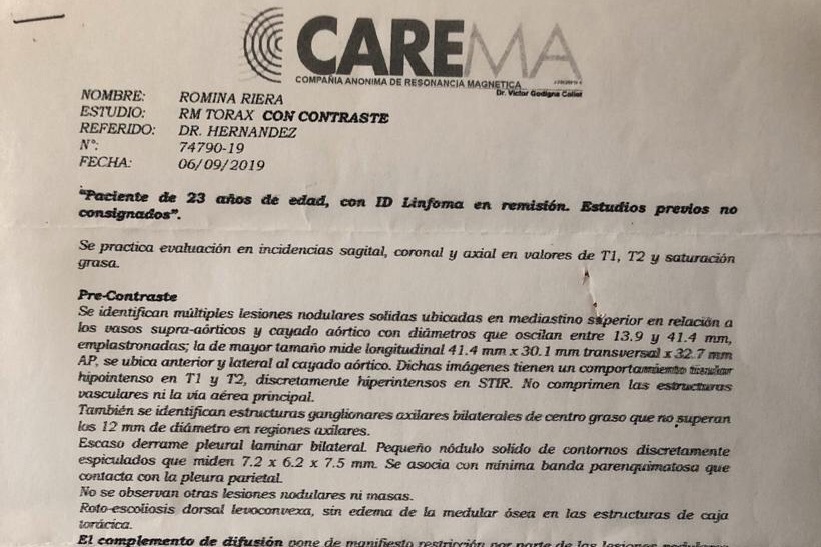 CAREMA
COMPAÑIA ANONIMA DE RESONANCIA MAGNETICA
Dr. Victor Godigna Collet
NOMBRE: ROMINA RIERA
ESTUDIO: RM TORAX CON CONTRASTE
REFERIDO: DR. HERNANDEZ
N°: 74790-19
FECHA: 06/09/2019
"Paciente de 23 años de edad, con ID Linfoma en remisión. Estudios previos no
consignados".
Se practica evaluación en incidencias sagital, coronal y axial en valores de T1, T2 y saturación
grasa.
Pre-Contraste
Se identifican múltiples lesiones nodulares solidas ubicadas en mediastino superior en relación a
los vasos supra-aórticos y cayado aórtico con diámetros que oscilan entre 13.9 y 41.4 mm,
emplastronadas; la de mayor tamaño mide longitudinal 41.4 mm x 30.1 mm transversal x 32.7 mm
AP, se ubica anterior y lateral al cayado aórtico. Dichas imágenes tienen un comportamiento tisular
hipointenso en T1 y T2, discretamente hiperintensos en STIR. No comprimen las estructuras
vasculares ni la vía aérea principal.
También se identifican estructuras ganglionares axilares bilaterales de centro graso que no superan
los 12 mm de diámetro en regiones axilares.
Escaso derrame pleural laminar bilateral. Pequeño nódulo solido de contornos discretamente
espiculados que miden 7.2 x 6.2 x 7.5 mm. Se asocia con mínima banda parenquimatosa que
contacta con la pleura parietal.
No se observan otras lesiones nodulares ni masas.
Roto-escoliosis dorsal levoconvexa, sin edema de la medular ósea en las estructuras de caja
torácica.
El complemento de difusión pone de manifiesto restricción por parte de las lesiones nodulares